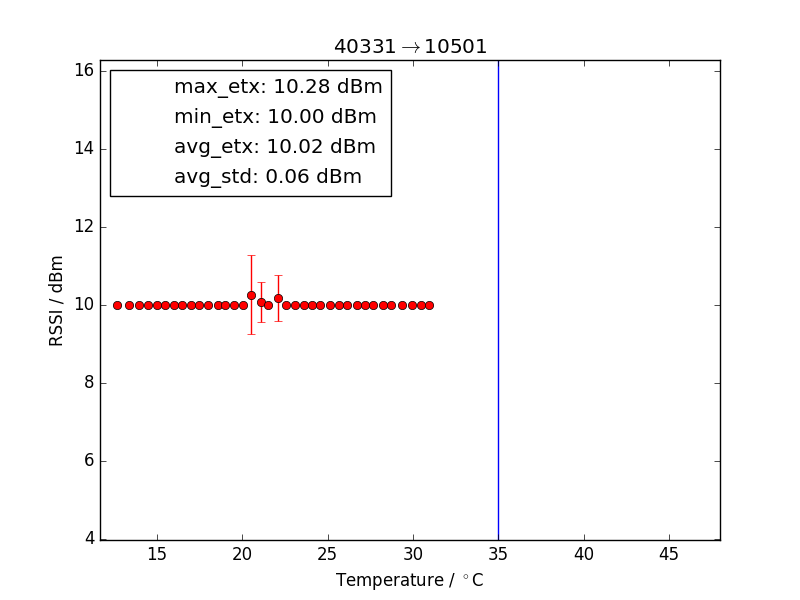 40331→10501
max_etx: 10.28 dBm
min_etx: 10.00 dBm
avg_etx: 10.02 dBm
avg_std: 0.06 dBm
RSSI / dBm
16
14
12
10
8
6
4
15 20 25 30 35 40 45
Temperature / °C